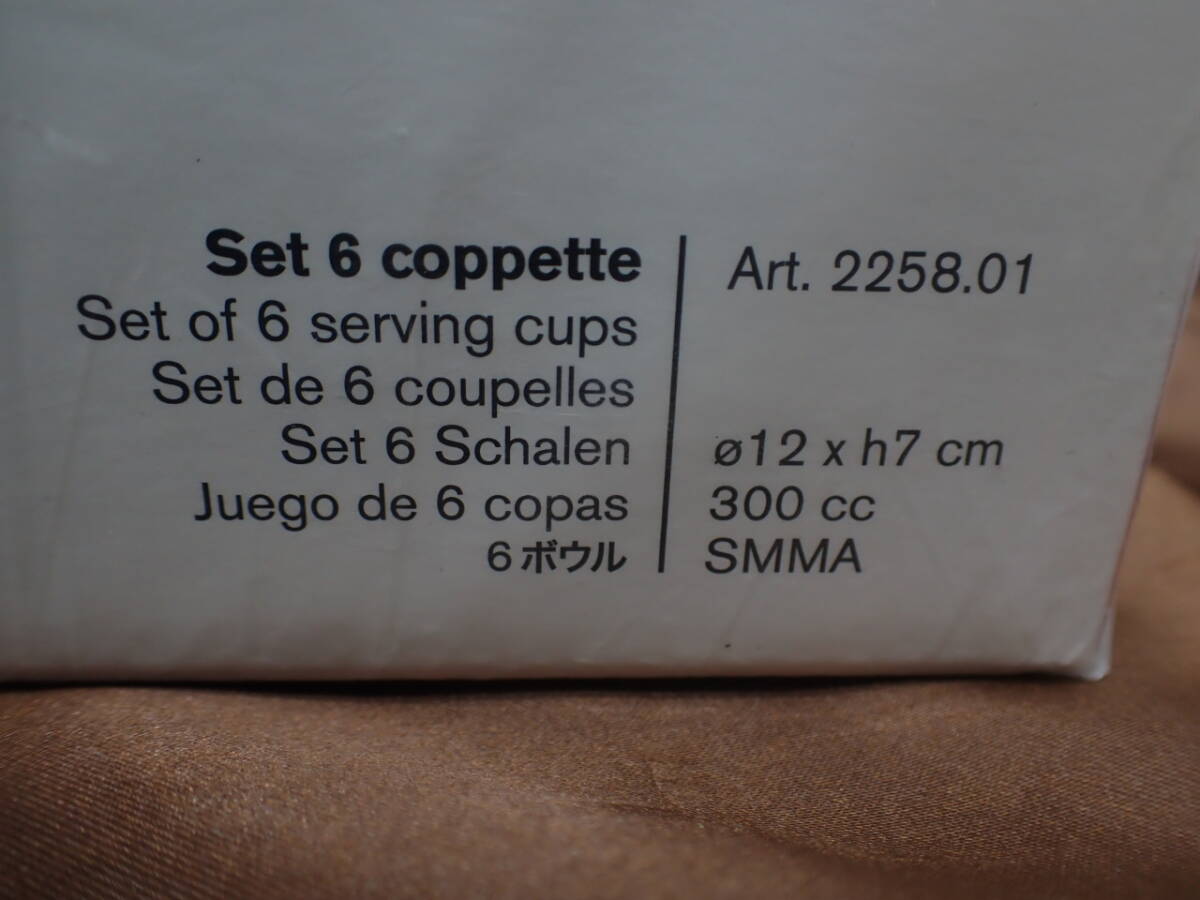 Set 6 coppette
Set of 6 serving cups
Set de 6 coupelles
Set 6 Schalen
Juego de 6 copas
6ボウル
Art. 2258.01
ø12 x h7 cm
300 cc
SMMA